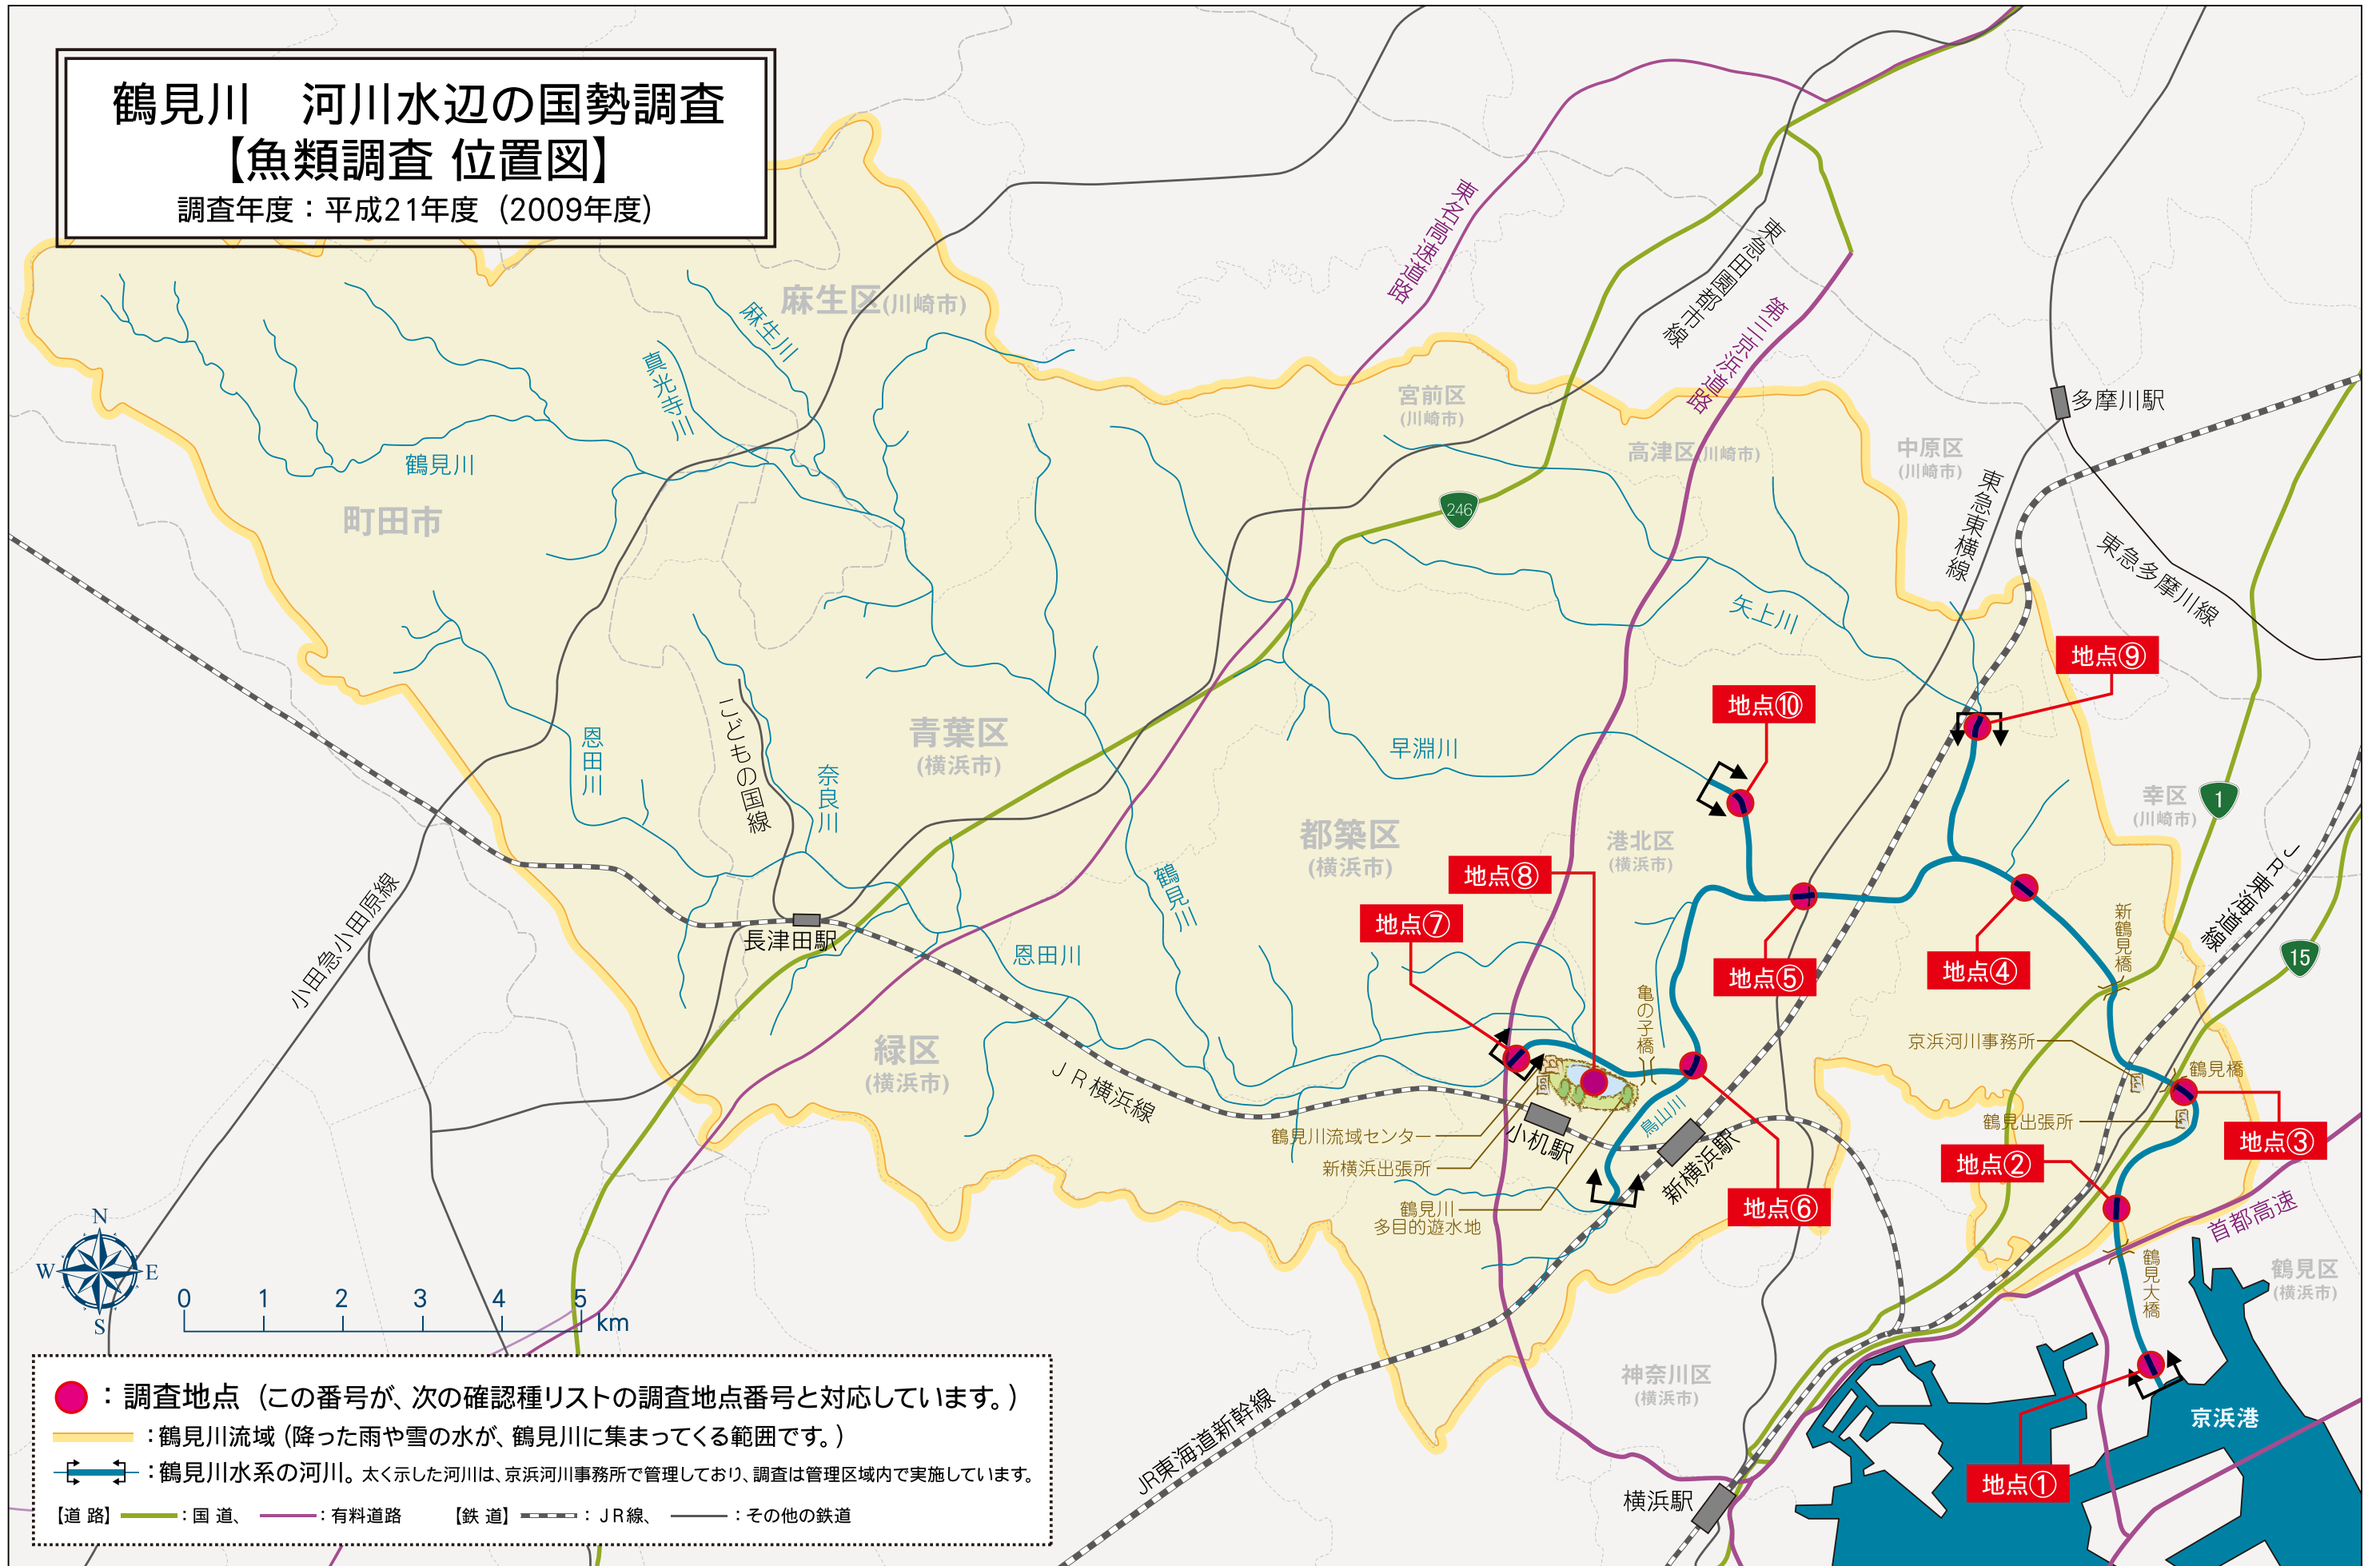 鶴見川　河川水辺の国勢調査
【魚類調査 位置図】
調査年度：平成21年度（2009年度）
麻生区(川崎市)
麻生川
真光寺川
鶴見川
町田市
東名高速道路
東急田園都市線
第三京浜道路
宮前区
(川崎市)
高津区(川崎市)
中原区
(川崎市)
多摩川駅
東急東横線
東急多摩川線
246
矢上川
地点⑨
地点⑩
恩田川
こどもの国線
奈良川
青葉区
(横浜市)
早淵川
都築区
(横浜市)
港北区
(横浜市)
幸区
(川崎市)
1
JR東海道線
15
小田急小田原線
長津田駅
恩田川
鶴見川
地点⑧
地点⑦
地点⑤
地点④
新鶴見橋
亀の子橋
京浜河川事務所
鶴見橋
鶴見出張所
地点③
地点②
緑区
(横浜市)
ＪＲ横浜線
鶴見川流域センター
新横浜出張所
鶴見川
多目的遊水地
小机駅
鳥山川
新横浜駅
地点⑥
首都高速
鶴見大橋
鶴見区
(横浜市)
神奈川区
(横浜市)
京浜港
地点①
横浜駅
JR東海道新幹線
N
W
E
S
0 1 2 3 4 5
km
：調査地点（この番号が、次の確認種リストの調査地点番号と対応しています。）
：鶴見川流域（降った雨や雪の水が、鶴見川に集まってくる範囲です。）
：鶴見川水系の河川。太く示した河川は、京浜河川事務所で管理しており、調査は管理区域内で実施しています。
【道 路】：国 道、：有料道路　【鉄 道】：ＪＲ線、：その他の鉄道